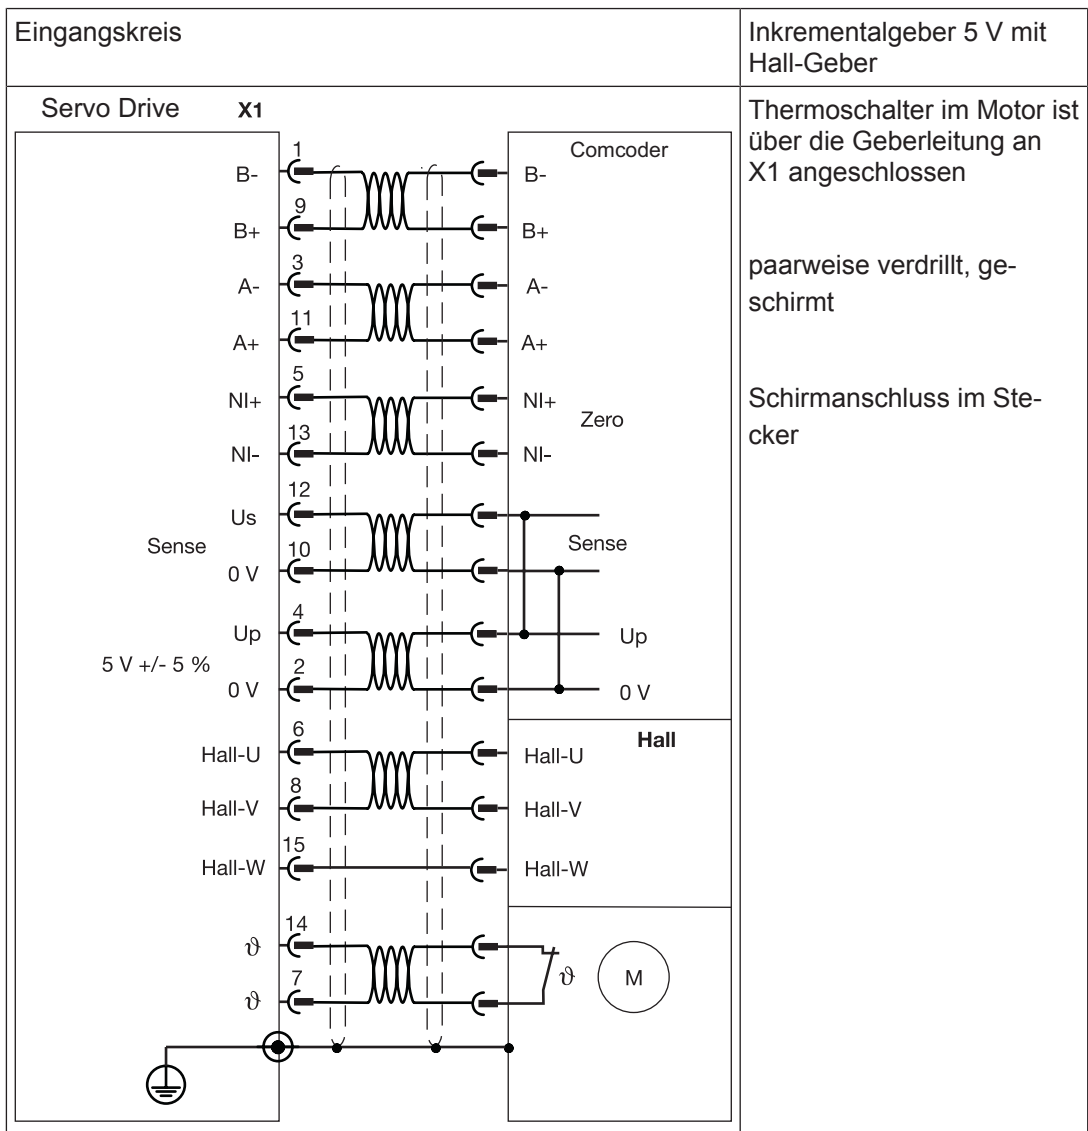 Eingangskreis
Inkrementalgeber 5 V mit
Hall-Geber
Servo Drive X1
Comcoder
Thermoschalter im Motor ist
über die Geberleitung an
X1 angeschlossen
paarweise verdrillt, ge-
schirmt
Schirmanschluss im Ste-
cker
B- 1 B-
B+ 9 B+
A- 3 A-
A+ 11 A+
NI+ 5 NI+
Zero
NI- 13 NI-
Us 12
Sense Sense
0 V 10
Up 4 Up
5 V +/- 5 %
0 V 2 0 V
Hall
Hall-U 6 Hall-U
Hall-V 8 Hall-V
Hall-W 15 Hall-W
ϑ 14
ϑ M
ϑ 7